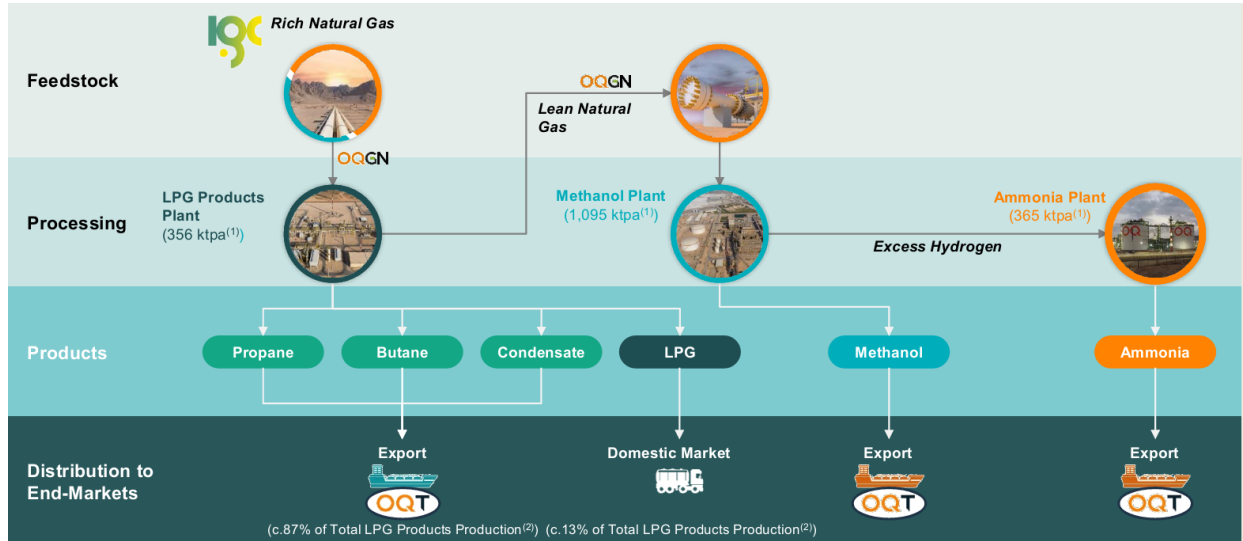 igc
Rich Natural Gas
Feedstock
OQGN
Lean Natural
Gas
OQGN
LPG Products
Plant
(356 ktpa(1))
Processing
Methanol Plant
(1,095 ktpa(1))
Ammonia Plant
(365 ktpa(1))
Excess Hydrogen
OQ OQ
Products
Propane
Butane
Condensate
LPG
Methanol
Ammonia
Distribution to
End-Markets
Export
OQT
Domestic Market
Export
OQT
Export
OQT
(c.87% of Total LPG Products Production(2))
(c.13% of Total LPG Products Production(2))